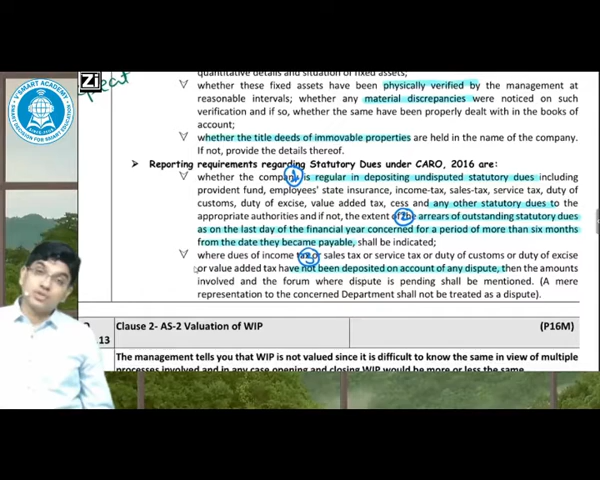 peat
Zi
V SMART ACADEMY
quantitative details and situation of fixed assets;
whether these fixed assets have been physically verified by the management at
reasonable intervals; whether any material discrepancies were noticed on such
verification and if so, whether the same have been properly dealt with in the books of
account;
whether the title deeds of immovable properties are held in the name of the company.
If not, provide the details thereof.
Reporting requirements regarding Statutory Dues under CARO, 2016 are:
whether the company is regular in depositing undisputed statutory dues including
provident fund, employees' state insurance, income-tax, sales-tax, service tax, duty of
customs, duty of excise, value added tax, cess and any other statutory dues to the
appropriate authorities and if not, the extent of the arrears of outstanding statutory dues
as on the last day of the financial year concerned for a period of more than six months
from the date they became payable, shall be indicated;
where dues of income tax or sales tax or service tax or duty of customs or duty of excise
or value added tax have not been deposited on account of any dispute, then the amounts
involved and the forum where dispute is pending shall be mentioned. (A mere
representation to the concerned Department shall not be treated as a dispute).
13 Clause 2- AS-2 Valuation of WIP (P16M)
The management tells you that WIP is not valued since it is difficult to know the same in view of multiple
processes involved and in any case opening and closing WIP would be more or less the same.